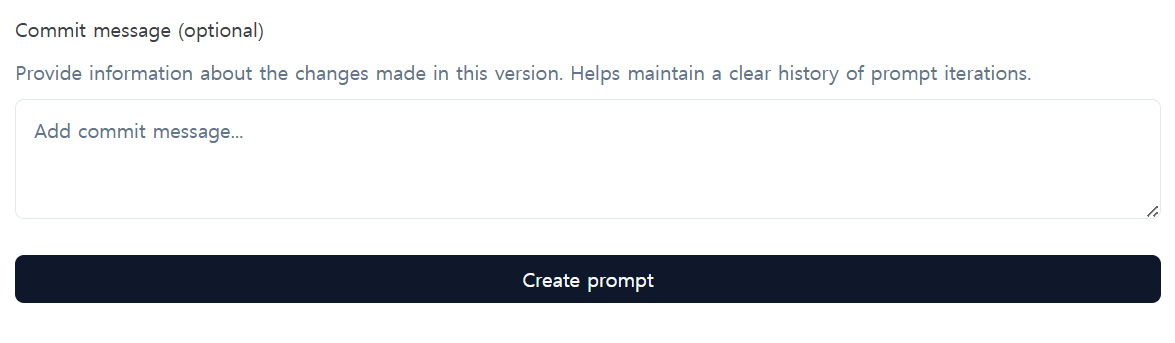 Commit message (optional)
Provide information about the changes made in this version. Helps maintain a clear history of prompt iterations.
Add commit message...
Create prompt